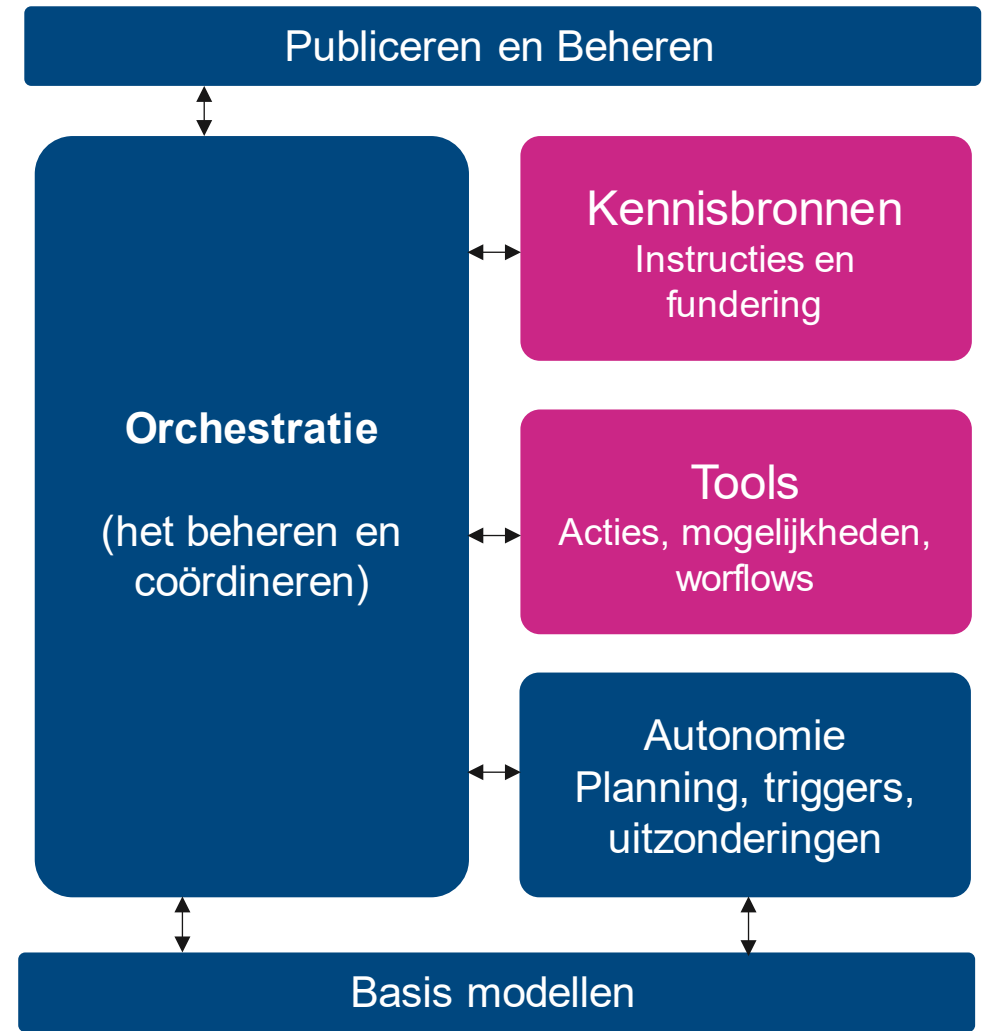 Publiceren en Beheren
Kennisbronnen
Instructies en
fundering
Orchestratie
(het beheren en
coördineren)
Tools
Acties, mogelijkheden,
worflows
Autonomie
Planning, triggers,
uitzonderingen
Basis modellen